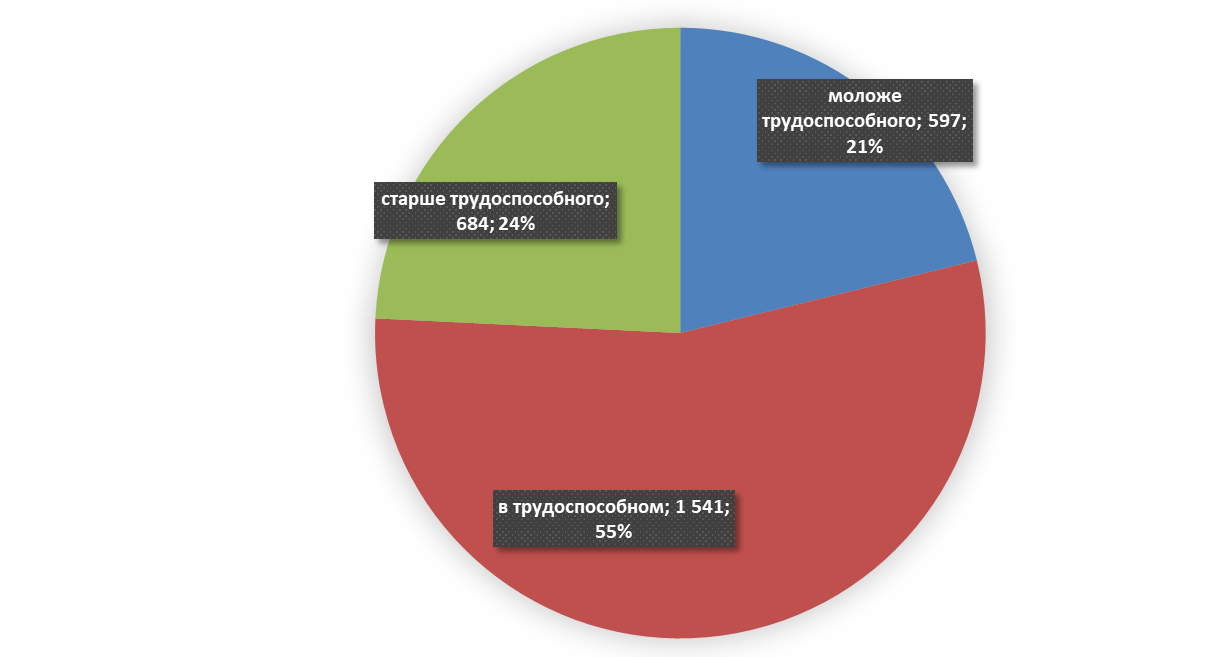 моложе
трудоспособного; 597;
21%
старше трудоспособного;
684; 24%
в трудоспособном; 1 541;
55%